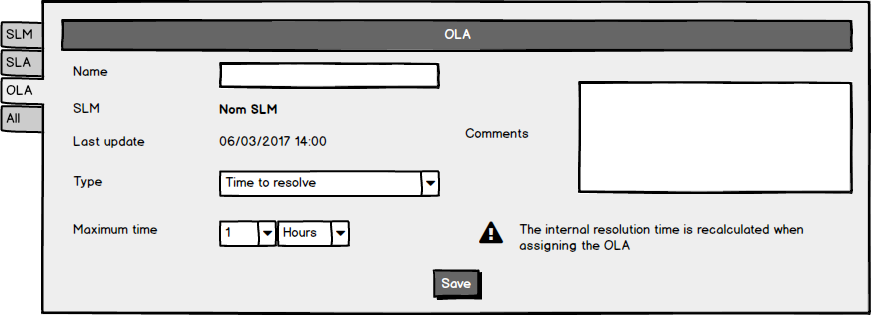 SLM
SLA
OLA
All
OLA
Name
SLM
Nom SLM
Last update
06/03/2017 14:00
Comments
Type
Time to resolve
Maximum time
1
Hours
The internal resolution time is recalculated when
assigning the OLA
Save